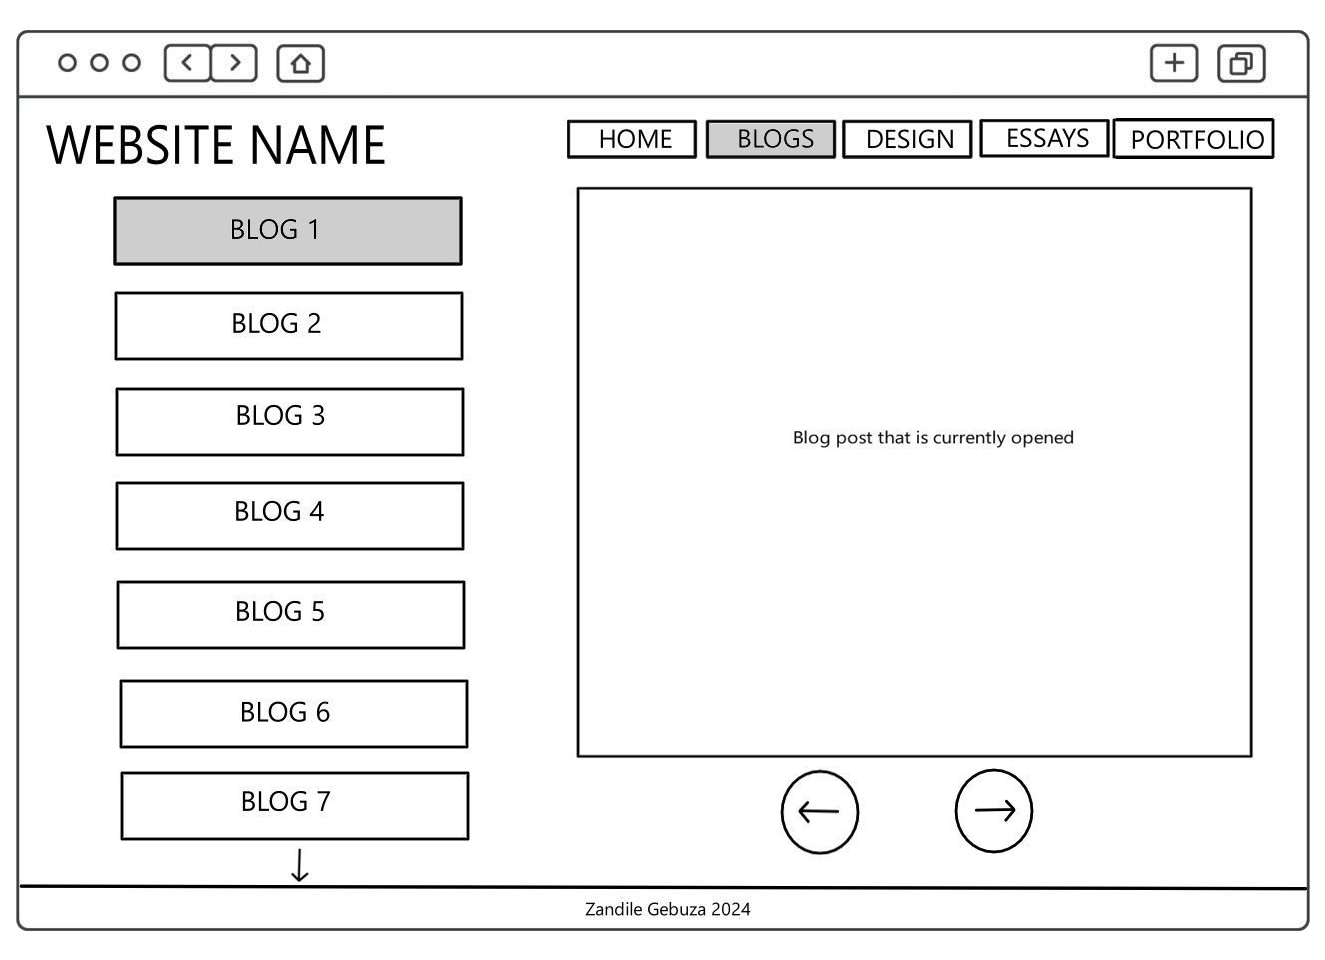 WEBSITE NAME
HOME
BLOGS
DESIGN
ESSAYS
PORTFOLIO
BLOG 1
BLOG 2
BLOG 3
BLOG 4
BLOG 5
BLOG 6
BLOG 7
Blog post that is currently opened
Zandile Gebuza 2024